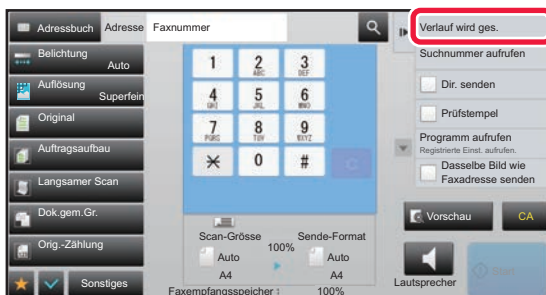 Adressbuch
Adresse
Faxnummer
Verlauf wird ges.
Belichtung
Auto
Suchnummer aufrufen
Auflösung
Superfein
Dir. senden
Original
Prüfstempel
Auftragsaufbau
Programm aufrufen
Registrierte Einst. aufrufen.
Langsamer Scan
Dasselbe Bild wie
Faxadresse senden
Dok.gem.Gr.
Orig.-Zählung
Sonstiges
1
2 ABC
3 DEF
4 GHI
5 JKL
6 MNO
7 PQRS
8 TUV
9 WXYZ
0
#
C
Scan-Grösse
100%
Sende-Format
Auto
A4
Auto
A4
Faxempfangsspeicher :
100%
Vorschau
CA
Lautsprecher
Start